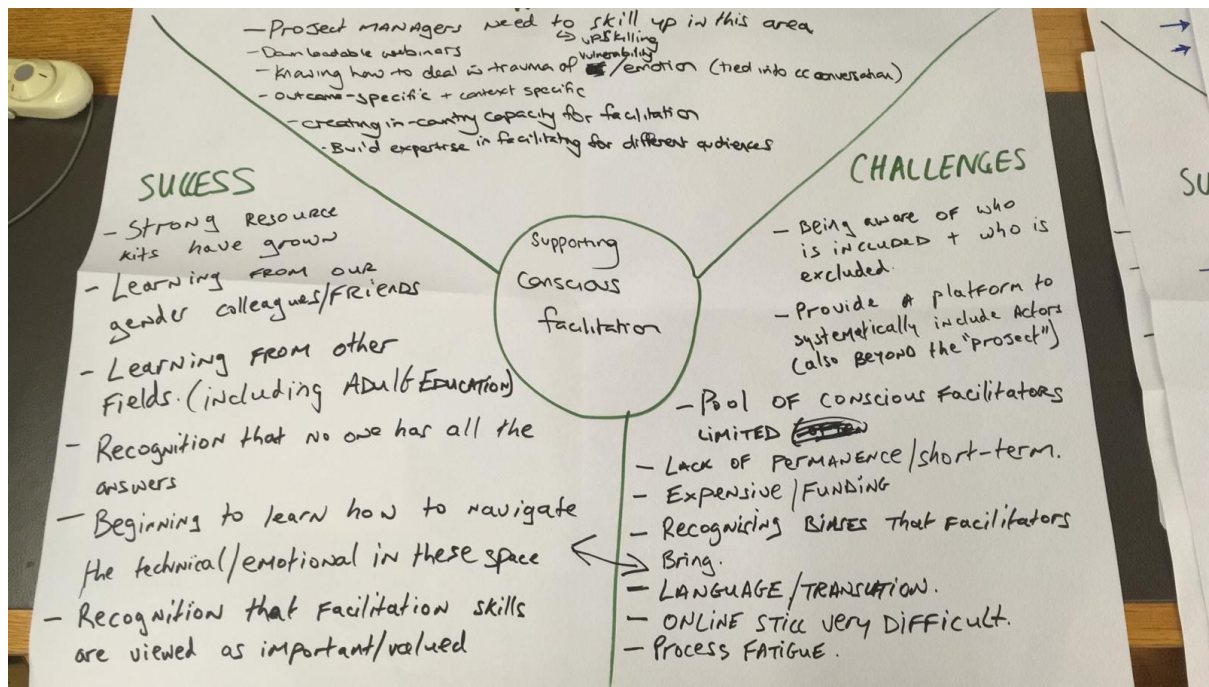 - Project MANAGERS need to skill up in this area
↳ upskilling
- Downloadable webinars
vulnerability
- Knowing how to deal w trauma of /emotion (tied into cc conversation)
- outcome-specific + context specific
- creating in-country capacity for facilitation
- Build expertise in facilitating for different audiences
SUCCESS
- Strong Resource
kits have grown
- Learning FROM OUR
gender colleagues/FRIENDS
- Learning FROM other
Fields. (including ADULT EDUCATION)
- Recognition that no one has all the
answers
- Beginning to learn how to navigate
the technical/emotional in these space
- Recognition that Facilitation skills
are viewed as important/valued
Supporting
Conscious
facilitation
CHALLENGES
- Being aware of who
is INCLUDED + who is
excluded.
- Provide A platform to
systematically include Actors
(also BEYOND the "project")
- Pool OF CONSCIOUS FACILITATORS
LIMITED
- LACK OF PERMANENCE/short-term.
- EXPENSIVE/FUNDING
- Recognising BIASES THAT FACILITATORS
Bring.
- LANGUAGE/TRANSLATION.
- ONLINE STILL very DIFFICULT.
- Process FATIGUE.
SU